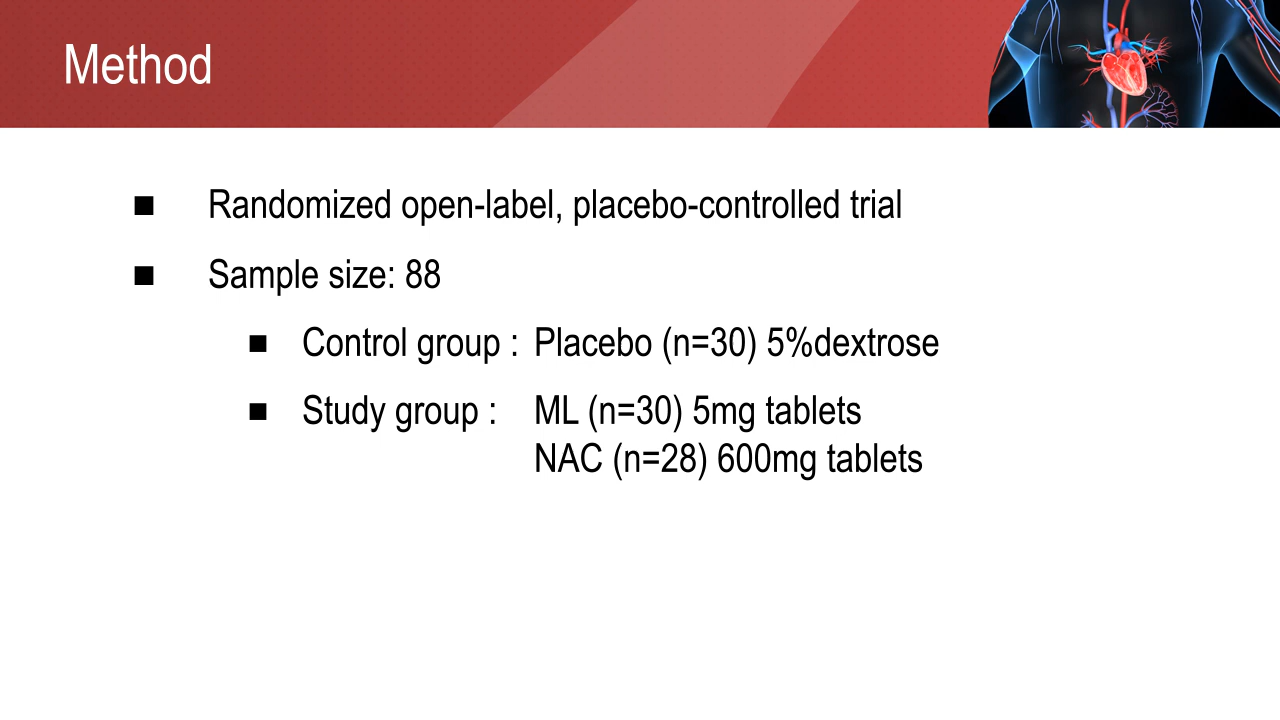 Method
Randomized open-label, placebo-controlled trial
Sample size: 88
Control group : Placebo (n=30) 5%dextrose
Study group : ML (n=30) 5mg tablets
NAC (n=28) 600mg tablets